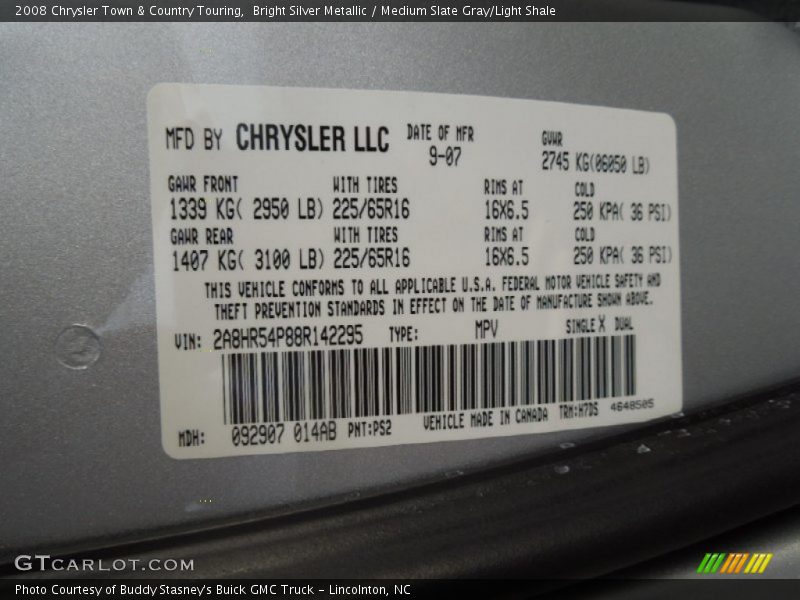 2008 Chrysler Town & Country Touring,  Bright Silver Metallic / Medium Slate Gray/Light Shale
MFD BY CHRYSLER LLC DATE OF MFR GVWR
9-07 2745 KG(06050 LB)
GAWR FRONT WITH TIRES RIMS AT COLD
1339 KG( 2950 LB) 225/65R16 16X6.5 250 KPA( 36 PSI)
GAWR REAR WITH TIRES RIMS AT COLD
1407 KG( 3100 LB) 225/65R16 16X6.5 250 KPA( 36 PSI)
THIS VEHICLE CONFORMS TO ALL APPLICABLE U.S.A. FEDERAL MOTOR VEHICLE SAFETY AND
THEFT PREVENTION STANDARDS IN EFFECT ON THE DATE OF MANUFACTURE SHOWN ABOVE.
VIN: 2A8HR54P88R142295 TYPE: MPV SINGLE X DUAL
MDH: 092907 014AB PNT:PS2 VEHICLE MADE IN CANADA TRM:H7DS 4648505
GTCARLOT.COM
Photo Courtesy of Buddy Stasney's Buick GMC Truck – Lincolnton, NC